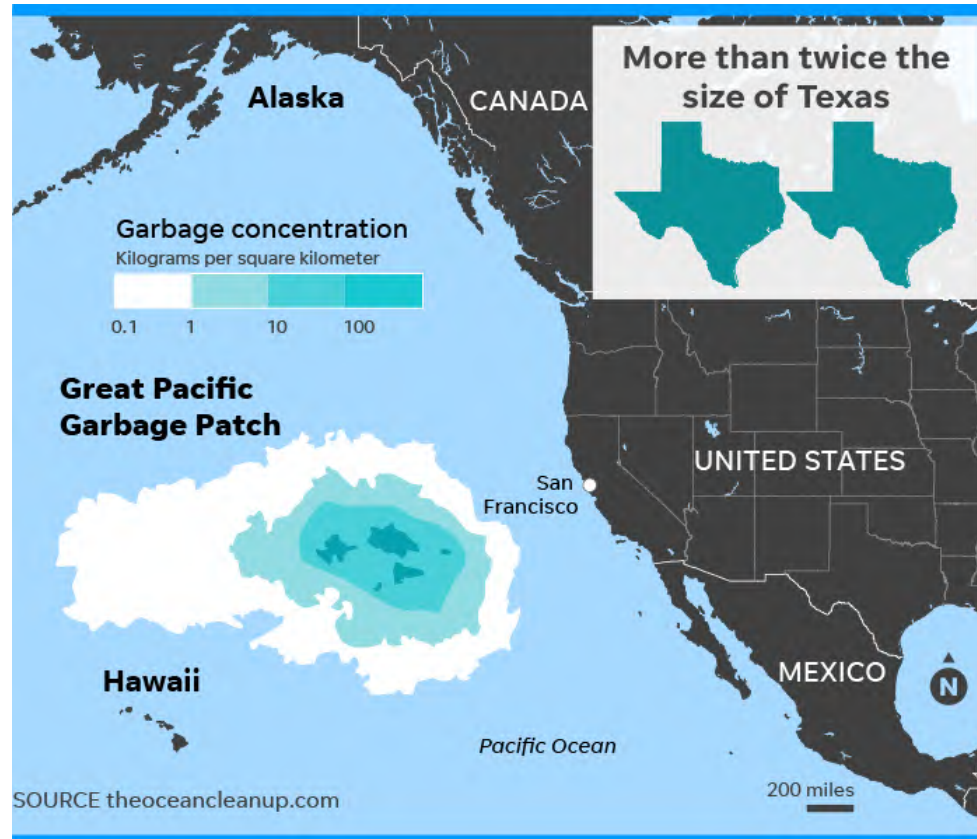 More than twice the
size of Texas
Alaska
CANADA
Garbage concentration
Kilograms per square kilometer
0.1 1 10 100
Great Pacific
Garbage Patch
San
Francisco
UNITED STATES
Hawaii
MEXICO
N
Pacific Ocean
200 miles
SOURCE theoceancleanup.com